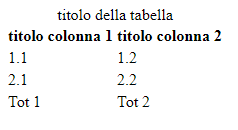 titolo della tabella
titolo colonna 1 titolo colonna 2
1.1 1.2
2.1 2.2
Tot 1 Tot 2